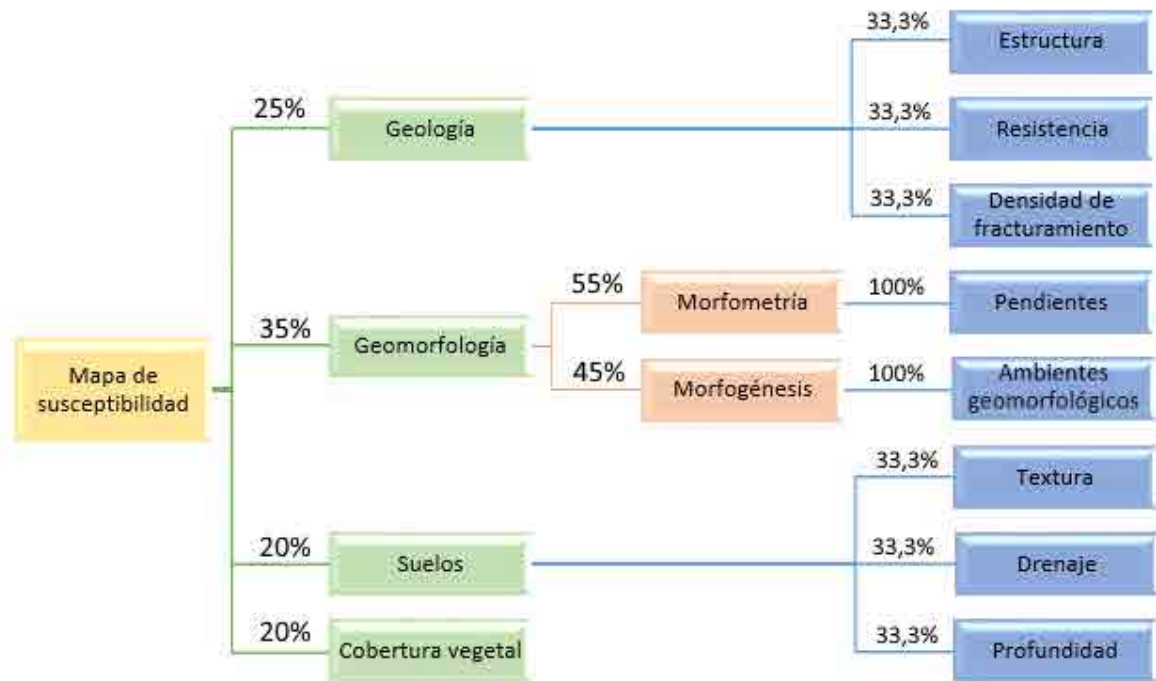 33,3%
Estructura
25%
Geología
33,3%
Resistencia
33,3%
Densidad de
fracturamiento
55%
Morfometría
100%
Pendientes
35%
Geomorfología
45%
Morfogénesis
100%
Ambientes
geomorfológicos
Mapa de
susceptibilidad
33,3%
Textura
20%
Suelos
33,3%
Drenaje
20%
Cobertura vegetal
33,3%
Profundidad